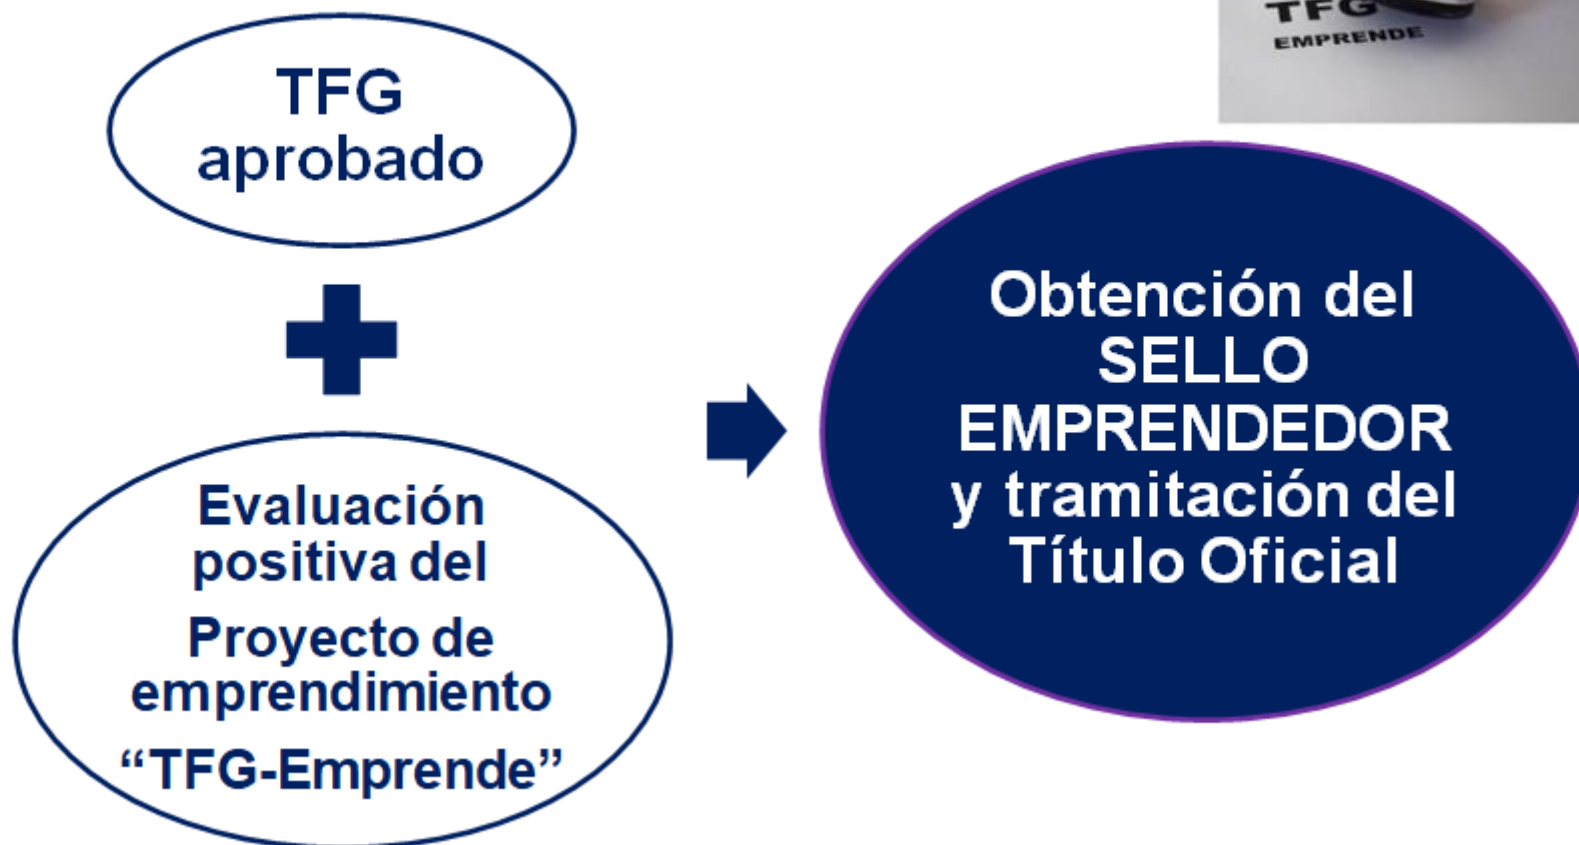 TFG
EMPRENDE
TFG
aprobado
Evaluación
positiva del
Proyecto de
emprendimiento
“TFG-Emprende”
Obtención del
SELLO
EMPRENDEDOR
y tramitación del
Título Oficial